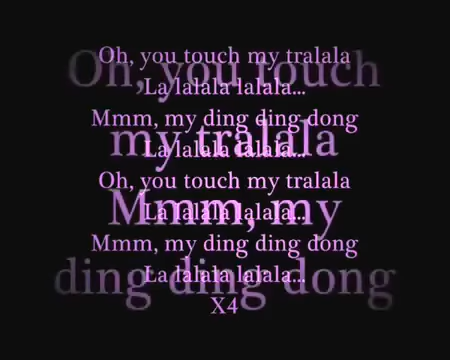 Oh, you touch my tralala
La lalala lalala...
Mmm, my ding ding dong
La lalala lalala...
Oh, you touch my tralala
La lalala lalala...
Mmm, my ding ding dong
La lalala lalala...
X4
Oh, you touch
my tralala
Mmm, my
ding ding dong